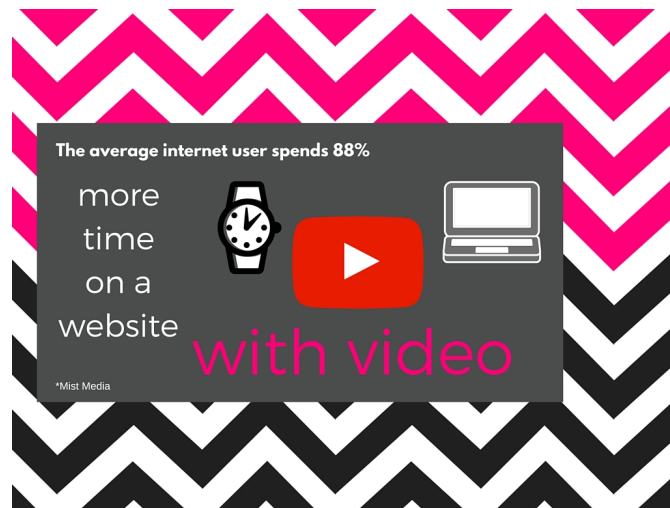 The average internet user spends 88%
more
time
on a
website
with video
*Mist Media